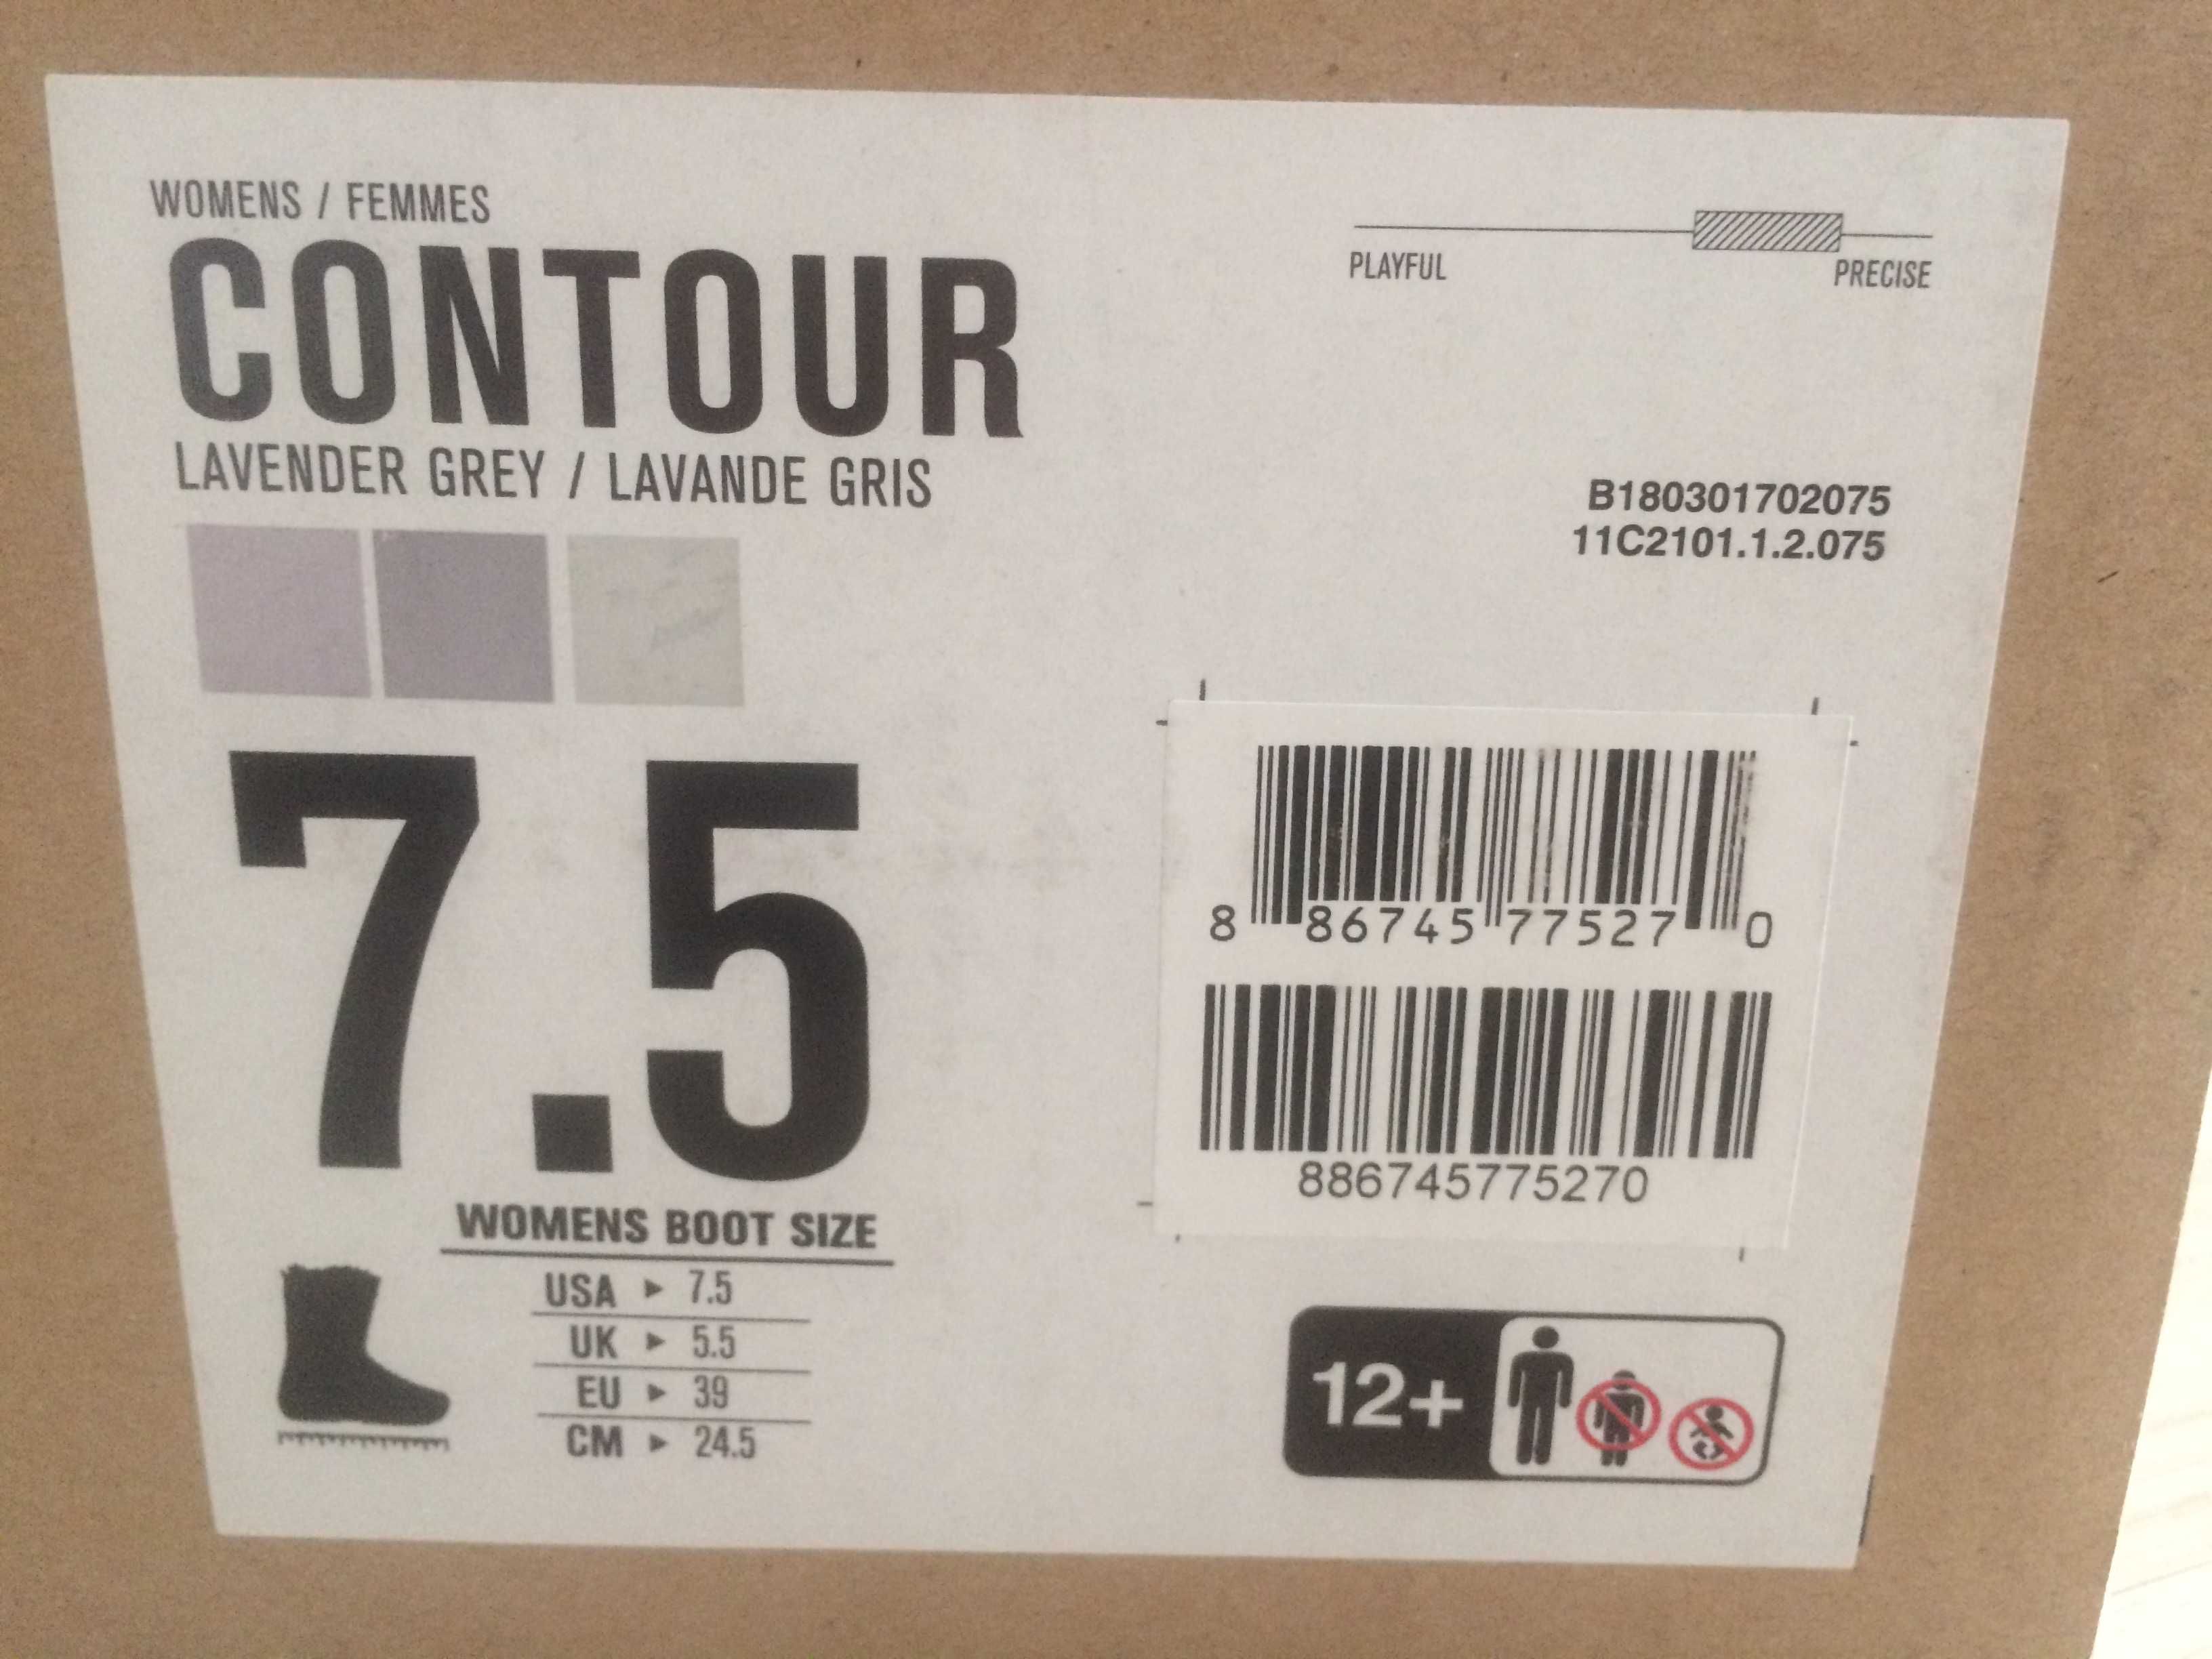 WOMENS / FEMMES
CONTOUR
LAVENDER GREY / LAVANDE GRIS
PLAYFUL
PRECISE
B180301702075
11C2101.1.2.075
7.5
WOMENS BOOT SIZE
USA ► 7.5
UK ► 5.5
EU ► 39
CM ► 24.5
8 86745 77527 0
886745775270
12+